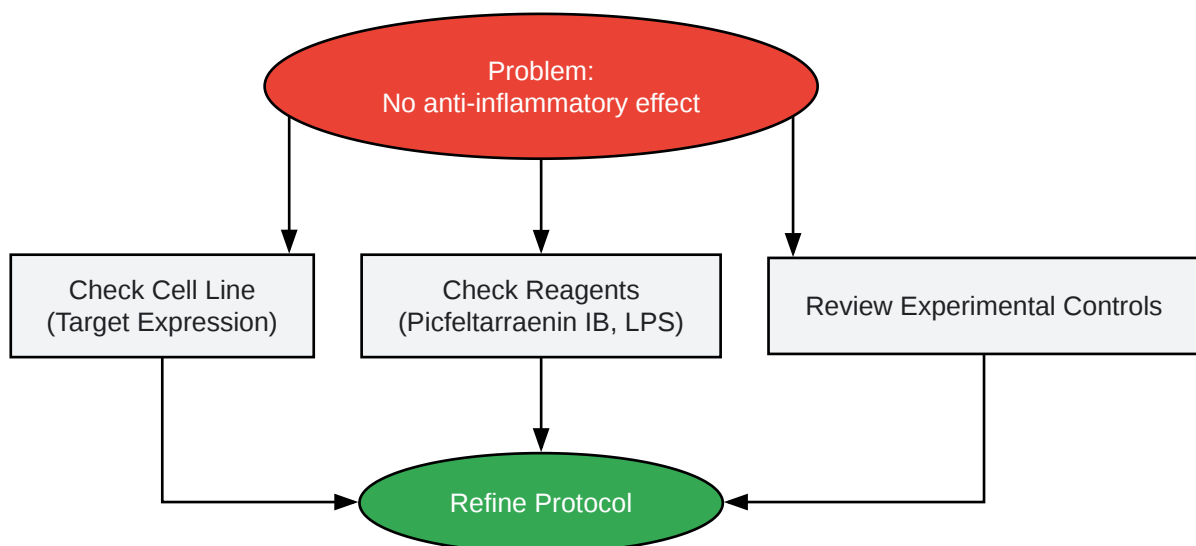 Problem:
No anti-inflammatory effect
Check Cell Line
(Target Expression)
Check Reagents
(Picfeltarraenin IB, LPS)
Review Experimental Controls
Refine Protocol